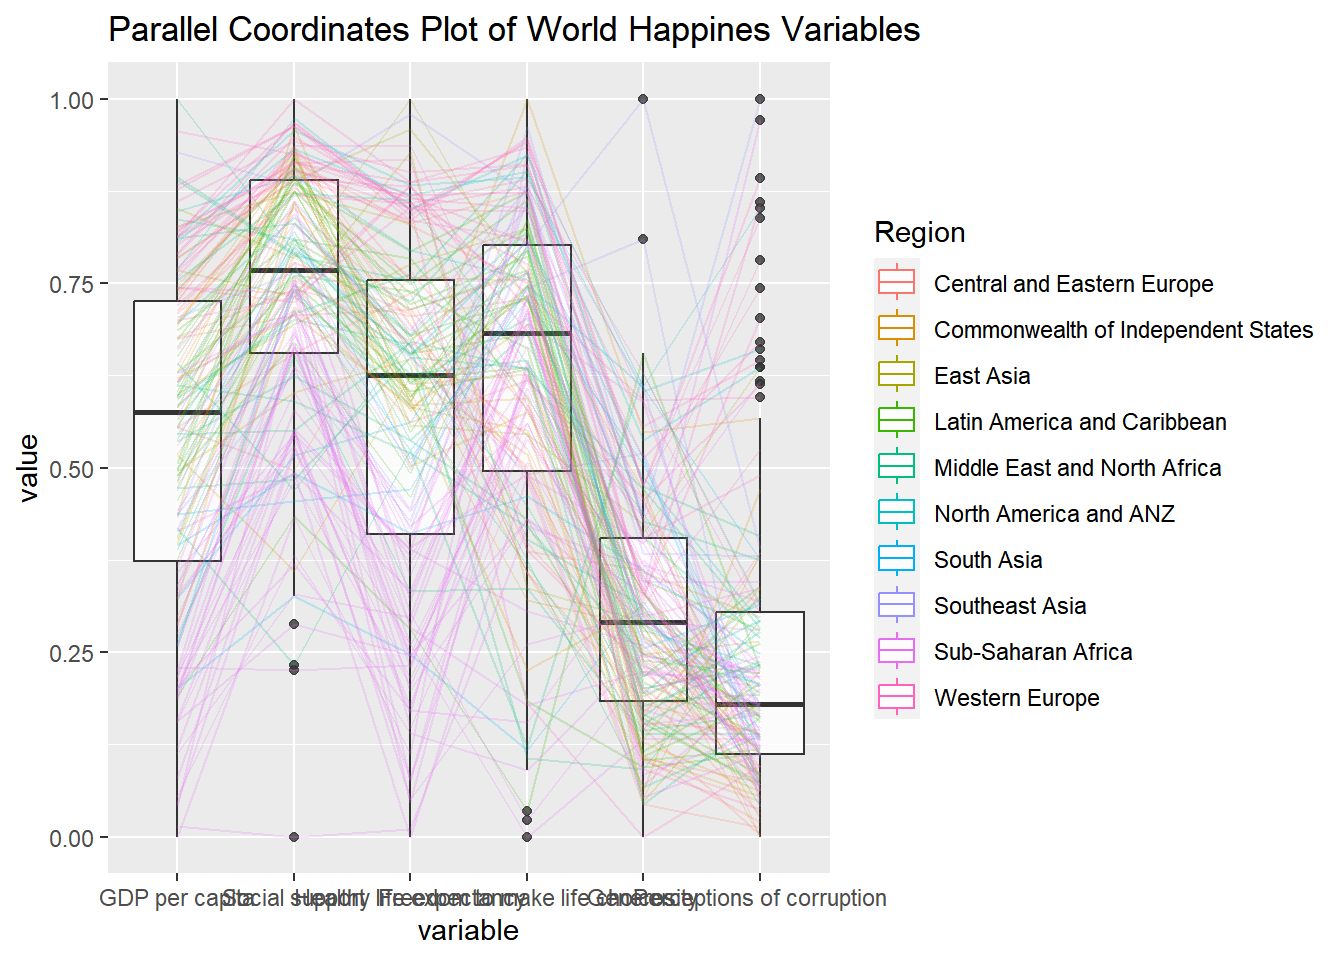 Parallel Coordinates Plot of World Happines Variables
1.00
0.75
0.50
0.25
0.00
value
GDP per capita Social support Healthy life expectancy Freedom to make life choices Generosity Perceptions of corruption
variable
Region
Central and Eastern Europe
Commonwealth of Independent States
East Asia
Latin America and Caribbean
Middle East and North Africa
North America and ANZ
South Asia
Southeast Asia
Sub-Saharan Africa
Western Europe